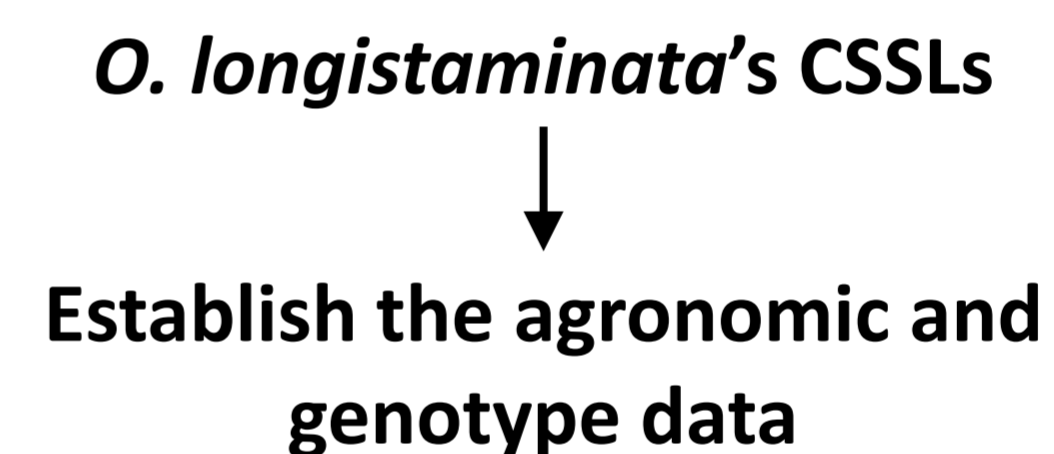 O. longistaminata’s CSSLs
Establish the agronomic and
genotype data